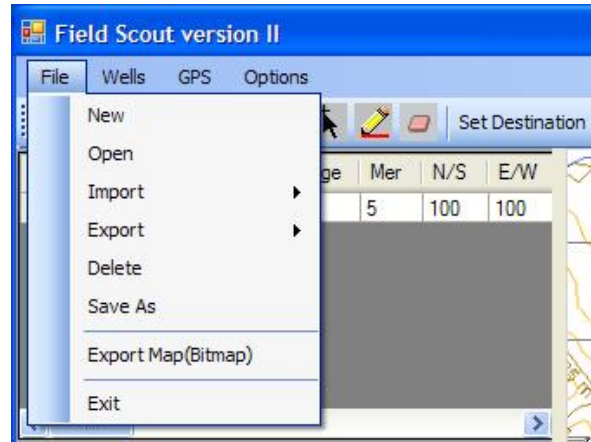 Field Scout version II
File Wells GPS Options
New
Set Destination
Open
ge Mer N/S E/W
Import
5 100 100
Export
Delete
Save As
Export Map(Bitmap)
Exit